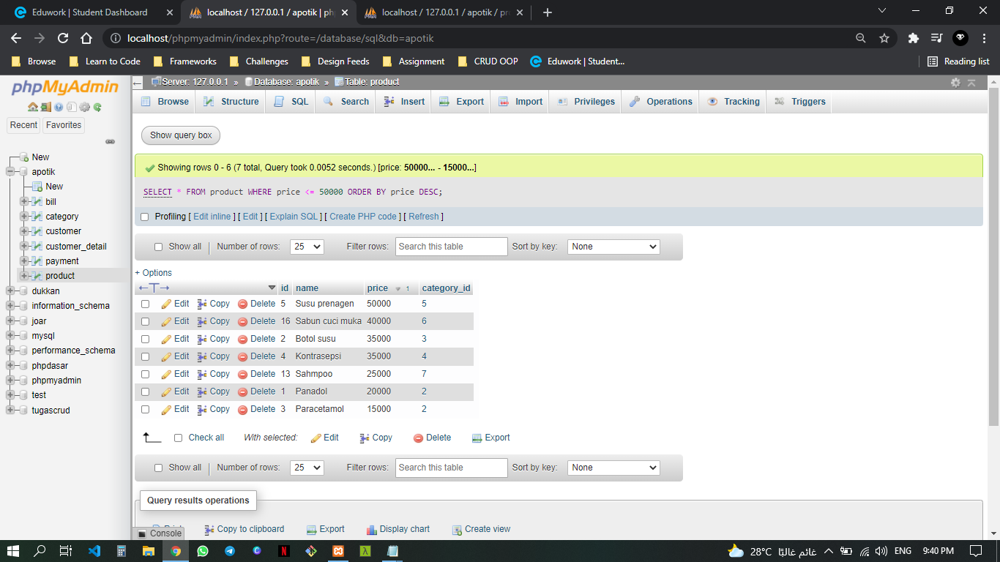 Eduwork | Student Dashboard
localhost / 127.0.0.1 / apotik | php
localhost / 127.0.0.1 / apotik / pro
localhost/phpmyadmin/index.php?route=/database/sql&db=apotik
Browse Learn to Code Frameworks Challenges Design Feeds Assignment CRUD OOP Eduwork | Student... Reading list
phpMyAdmin
Recent Favorites
New
apotik
New
bill
category
customer
customer_detail
payment
product
dukkan
information_schema
joar
mysql
performance_schema
phpdasar
phpmyadmin
test
tugascrud
Server: 127.0.0.1 » Database: apotik » Table: product
Browse Structure SQL Search Insert Export Import Privileges Operations Tracking Triggers
Show query box
Showing rows 0 - 6 (7 total, Query took 0.0052 seconds.) [price: 50000... - 15000...]
SELECT * FROM product WHERE price <= 50000 ORDER BY price DESC;
Profiling [ Edit inline ] [ Edit ] [ Explain SQL ] [ Create PHP code ] [ Refresh ]
Show all Number of rows: 25 Filter rows: Search this table Sort by key: None
+ Options
←T→ id name price 1 category_id
Edit Copy Delete 5 Susu prenagen 50000 5
Edit Copy Delete 16 Sabun cuci muka 40000 6
Edit Copy Delete 2 Botol susu 35000 3
Edit Copy Delete 4 Kontrasepsi 35000 4
Edit Copy Delete 13 Sahmpoo 25000 7
Edit Copy Delete 1 Panadol 20000 2
Edit Copy Delete 3 Paracetamol 15000 2
Check all With selected: Edit Copy Delete Export
Show all Number of rows: 25 Filter rows: Search this table Sort by key: None
Query results operations
Print Copy to clipboard Export Display chart Create view
Console
28°C غائم غالبًا ENG 9:40 PM